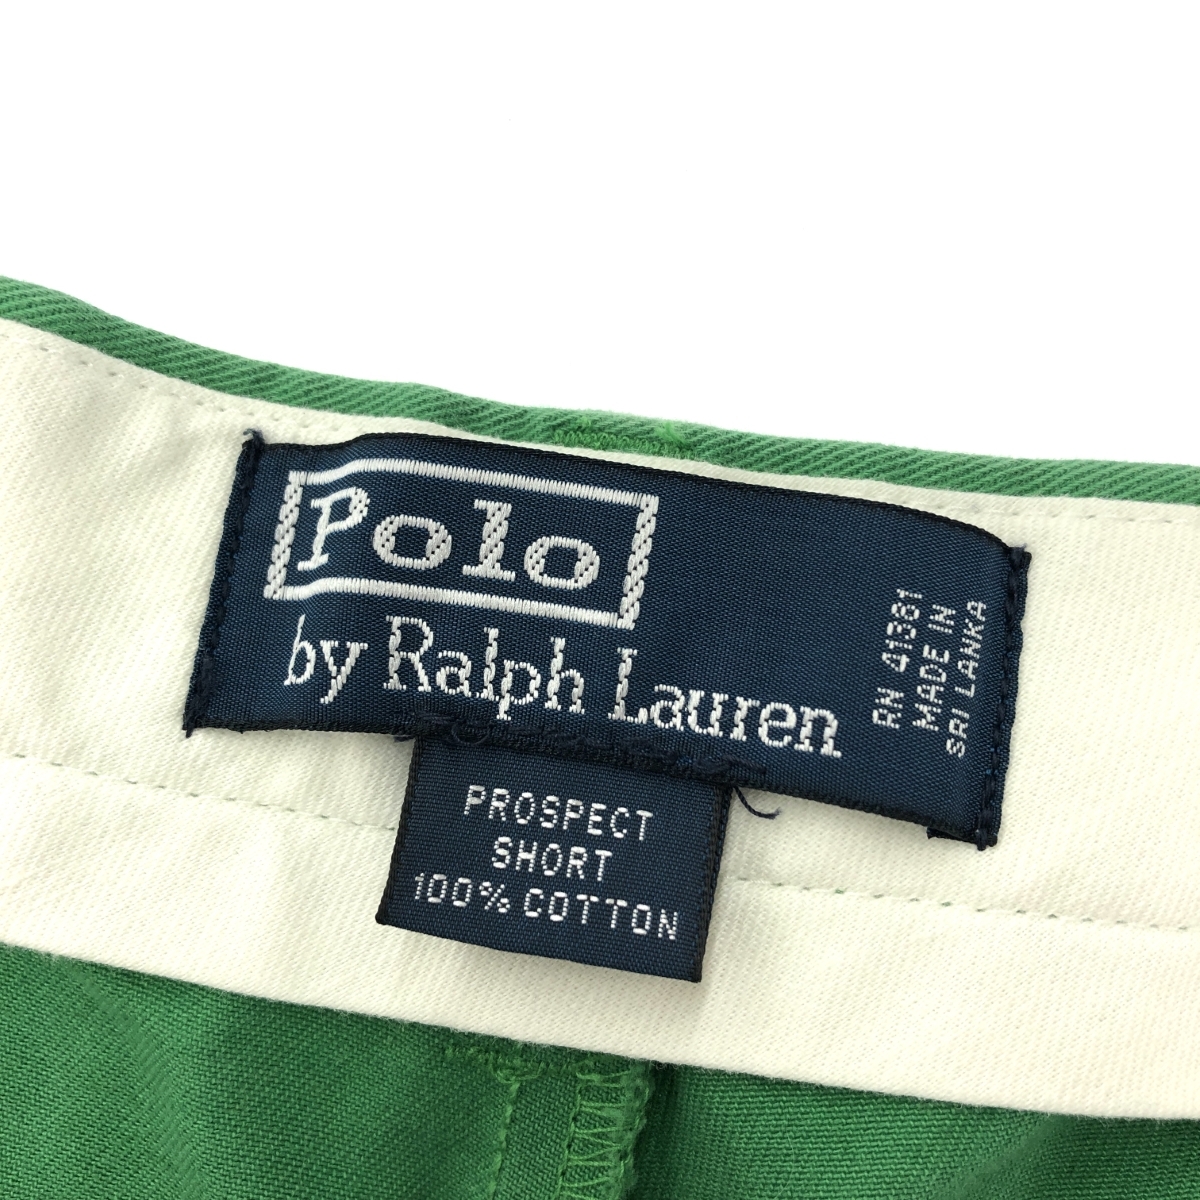 Polo
by Ralph Lauren
RN 41381
MADE IN
SRI LANKA
PROSPECT
SHORT
100% COTTON